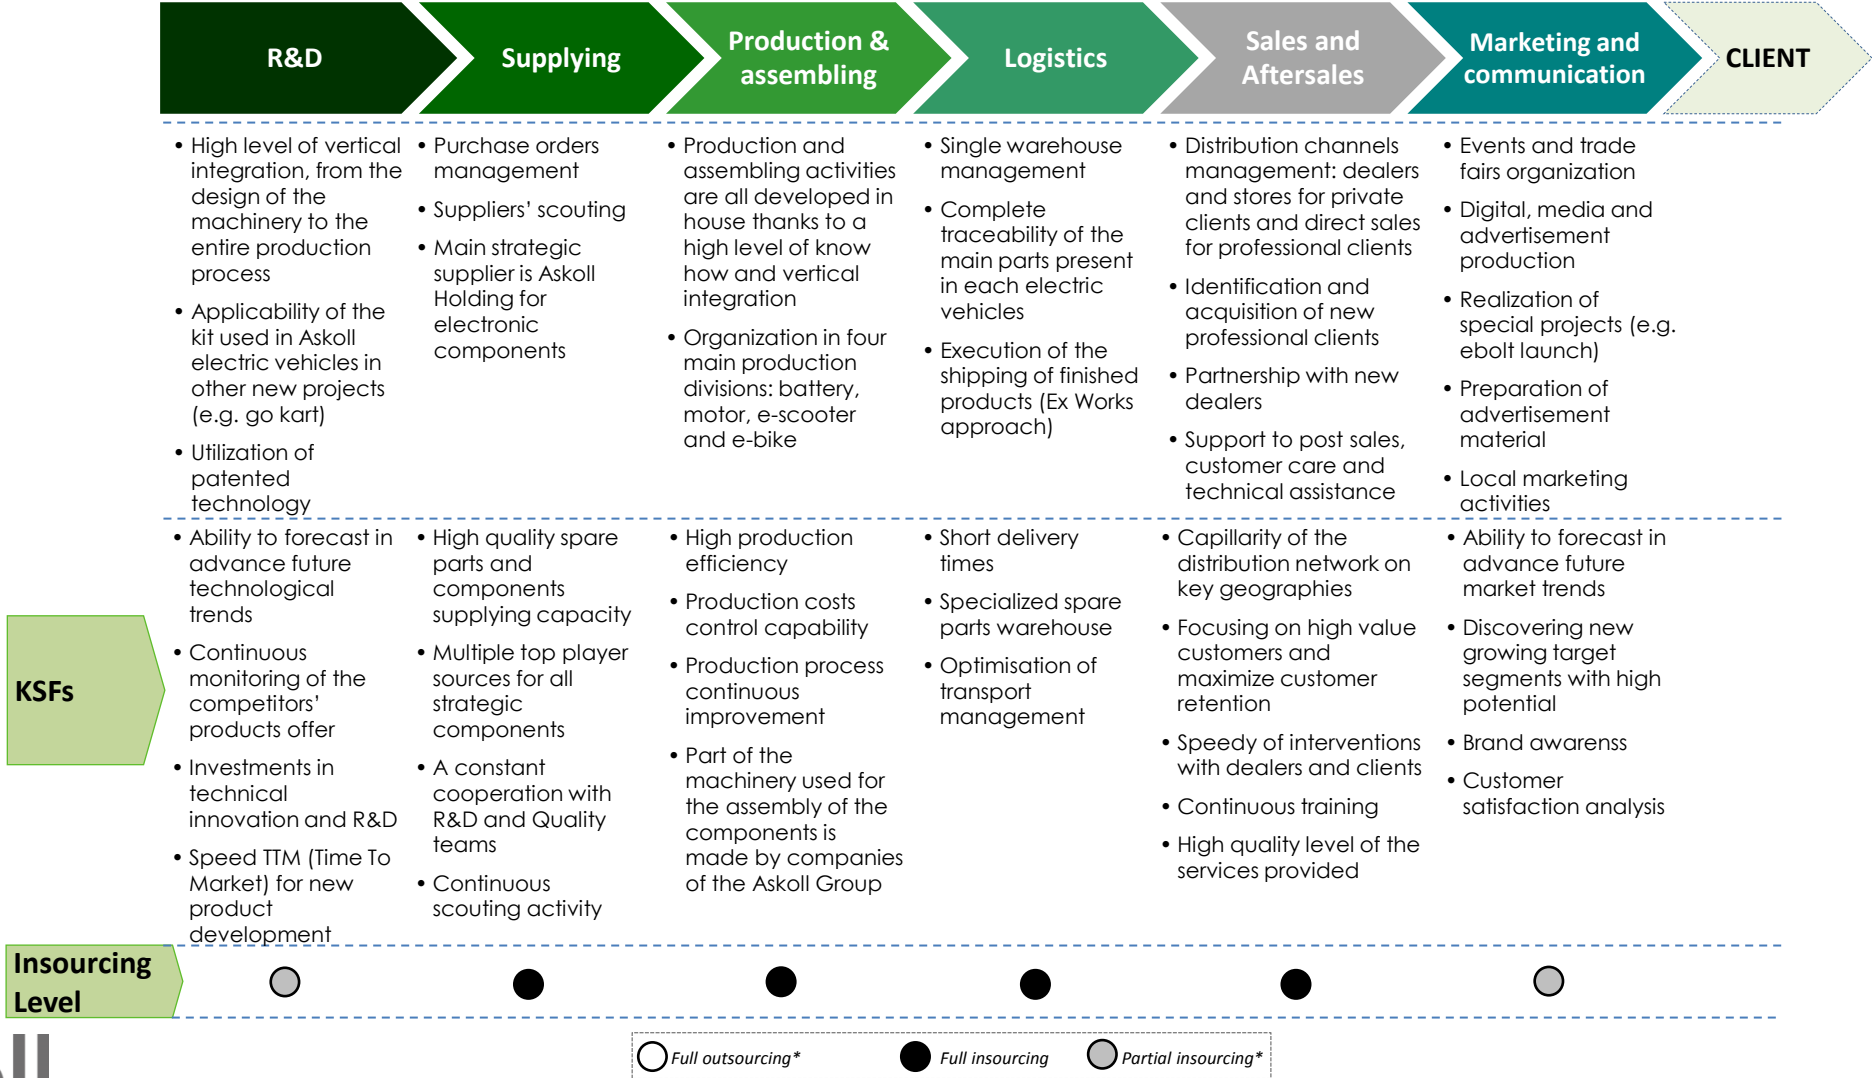 R&D
Supplying
Production &
assembling
Logistics
Sales and
Aftersales
Marketing and
communication
CLIENT
• High level of vertical
integration, from the
design of the
machinery to the
entire production
process
• Applicability of the
kit used in Askoll
electric vehicles in
other new projects
(e.g. go kart)
• Utilization of
patented
technology
• Purchase orders
management
• Suppliers' scouting
• Main strategic
supplier is Askoll
Holding for
electronic
components
• Production and
assembling activities
are all developed in
house thanks to a
high level of know
how and vertical
integration
• Organization in four
main production
divisions: battery,
motor, e-scooter
and e-bike
• Single warehouse
management
• Complete
traceability of the
main parts present
in each electric
vehicles
• Execution of the
shipping of finished
products (Ex Works
approach)
• Distribution channels
management: dealers
and stores for private
clients and direct sales
for professional clients
• Identification and
acquisition of new
professional clients
• Partnership with new
dealers
• Support to post sales,
customer care and
technical assistance
• Events and trade
fairs organization
• Digital, media and
advertisement
production
• Realization of
special projects (e.g.
ebolt launch)
• Preparation of
advertisement
material
• Local marketing
activities
KSFs
• Ability to forecast in
advance future
technological
trends
• Continuous
monitoring of the
competitors'
products offer
• Investments in
technical
innovation and R&D
• Speed TTM (Time To
Market) for new
product
development
• High quality spare
parts and
components
supplying capacity
• Multiple top player
sources for all
strategic
components
• A constant
cooperation with
R&D and Quality
teams
• Continuous
scouting activity
• High production
efficiency
• Production costs
control capability
• Production process
continuous
improvement
• Part of the
machinery used for
the assembly of the
components is
made by companies
of the Askoll Group
• Short delivery
times
• Specialized spare
parts warehouse
• Optimisation of
transport
management
• Capillarity of the
distribution network on
key geographies
• Focusing on high value
customers and
maximize customer
retention
• Speedy of interventions
with dealers and clients
• Continuous training
• High quality level of the
services provided
• Ability to forecast in
advance future
market trends
• Discovering new
growing target
segments with high
potential
• Brand awarenss
• Customer
satisfaction analysis
Insourcing
Level
Full outsourcing*
Full insourcing
Partial insourcing*